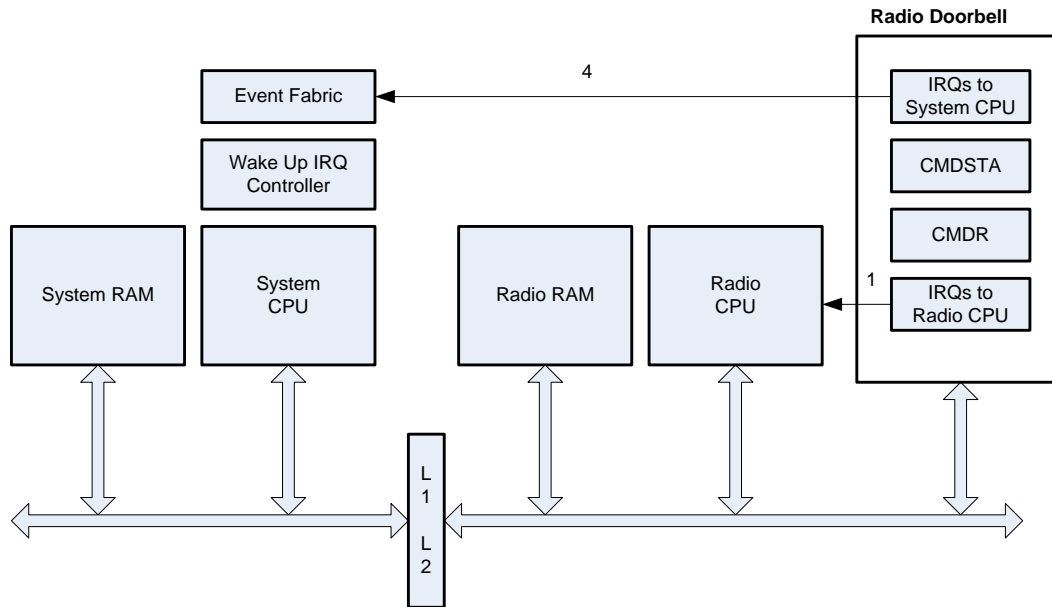 Radio Doorbell
4
Event Fabric
IRQs to
System CPU
Wake Up IRQ
Controller
CMDSTA
CMDR
System RAM
System
CPU
Radio RAM
Radio
CPU
1
IRQs to
Radio CPU
L
1
L
2